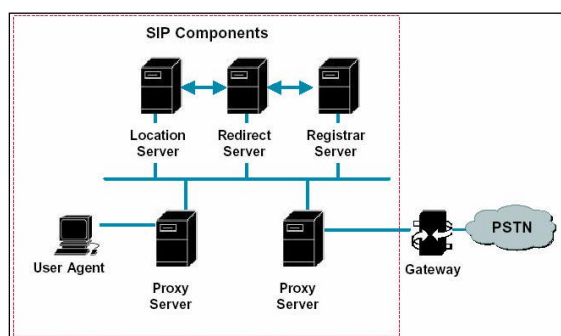 SIP Components
Location
Server
Redirect
Server
Registrar
Server
User Agent
Proxy
Server
Proxy
Server
Gateway
PSTN